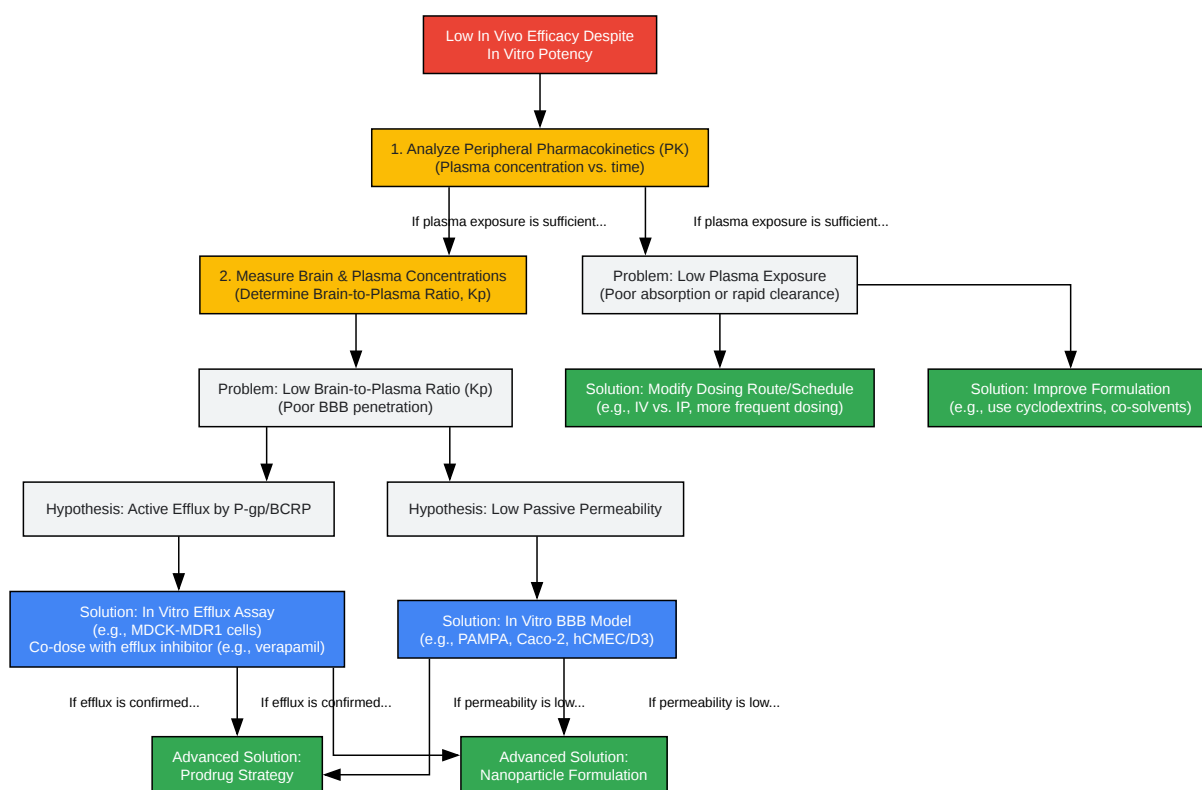 Low In Vivo Efficacy Despite
In Vitro Potency
1. Analyze Peripheral Pharmacokinetics (PK)
(Plasma concentration vs. time)
If plasma exposure is sufficient...
If plasma exposure is sufficient...
2. Measure Brain & Plasma Concentrations
(Determine Brain-to-Plasma Ratio, Kp)
Problem: Low Plasma Exposure
(Poor absorption or rapid clearance)
Problem: Low Brain-to-Plasma Ratio (Kp)
(Poor BBB penetration)
Solution: Modify Dosing Route/Schedule
(e.g., IV vs. IP, more frequent dosing)
Solution: Improve Formulation
(e.g., use cyclodextrins, co-solvents)
Hypothesis: Active Efflux by P-gp/BCRP
Hypothesis: Low Passive Permeability
Solution: In Vitro Efflux Assay
(e.g., MDCK-MDR1 cells)
Co-dose with efflux inhibitor (e.g., verapamil)
Solution: In Vitro BBB Model
(e.g., PAMPA, Caco-2, hCMEC/D3)
If efflux is confirmed...
If efflux is confirmed...
If permeability is low...
If permeability is low...
Advanced Solution:
Prodrug Strategy
Advanced Solution:
Nanoparticle Formulation